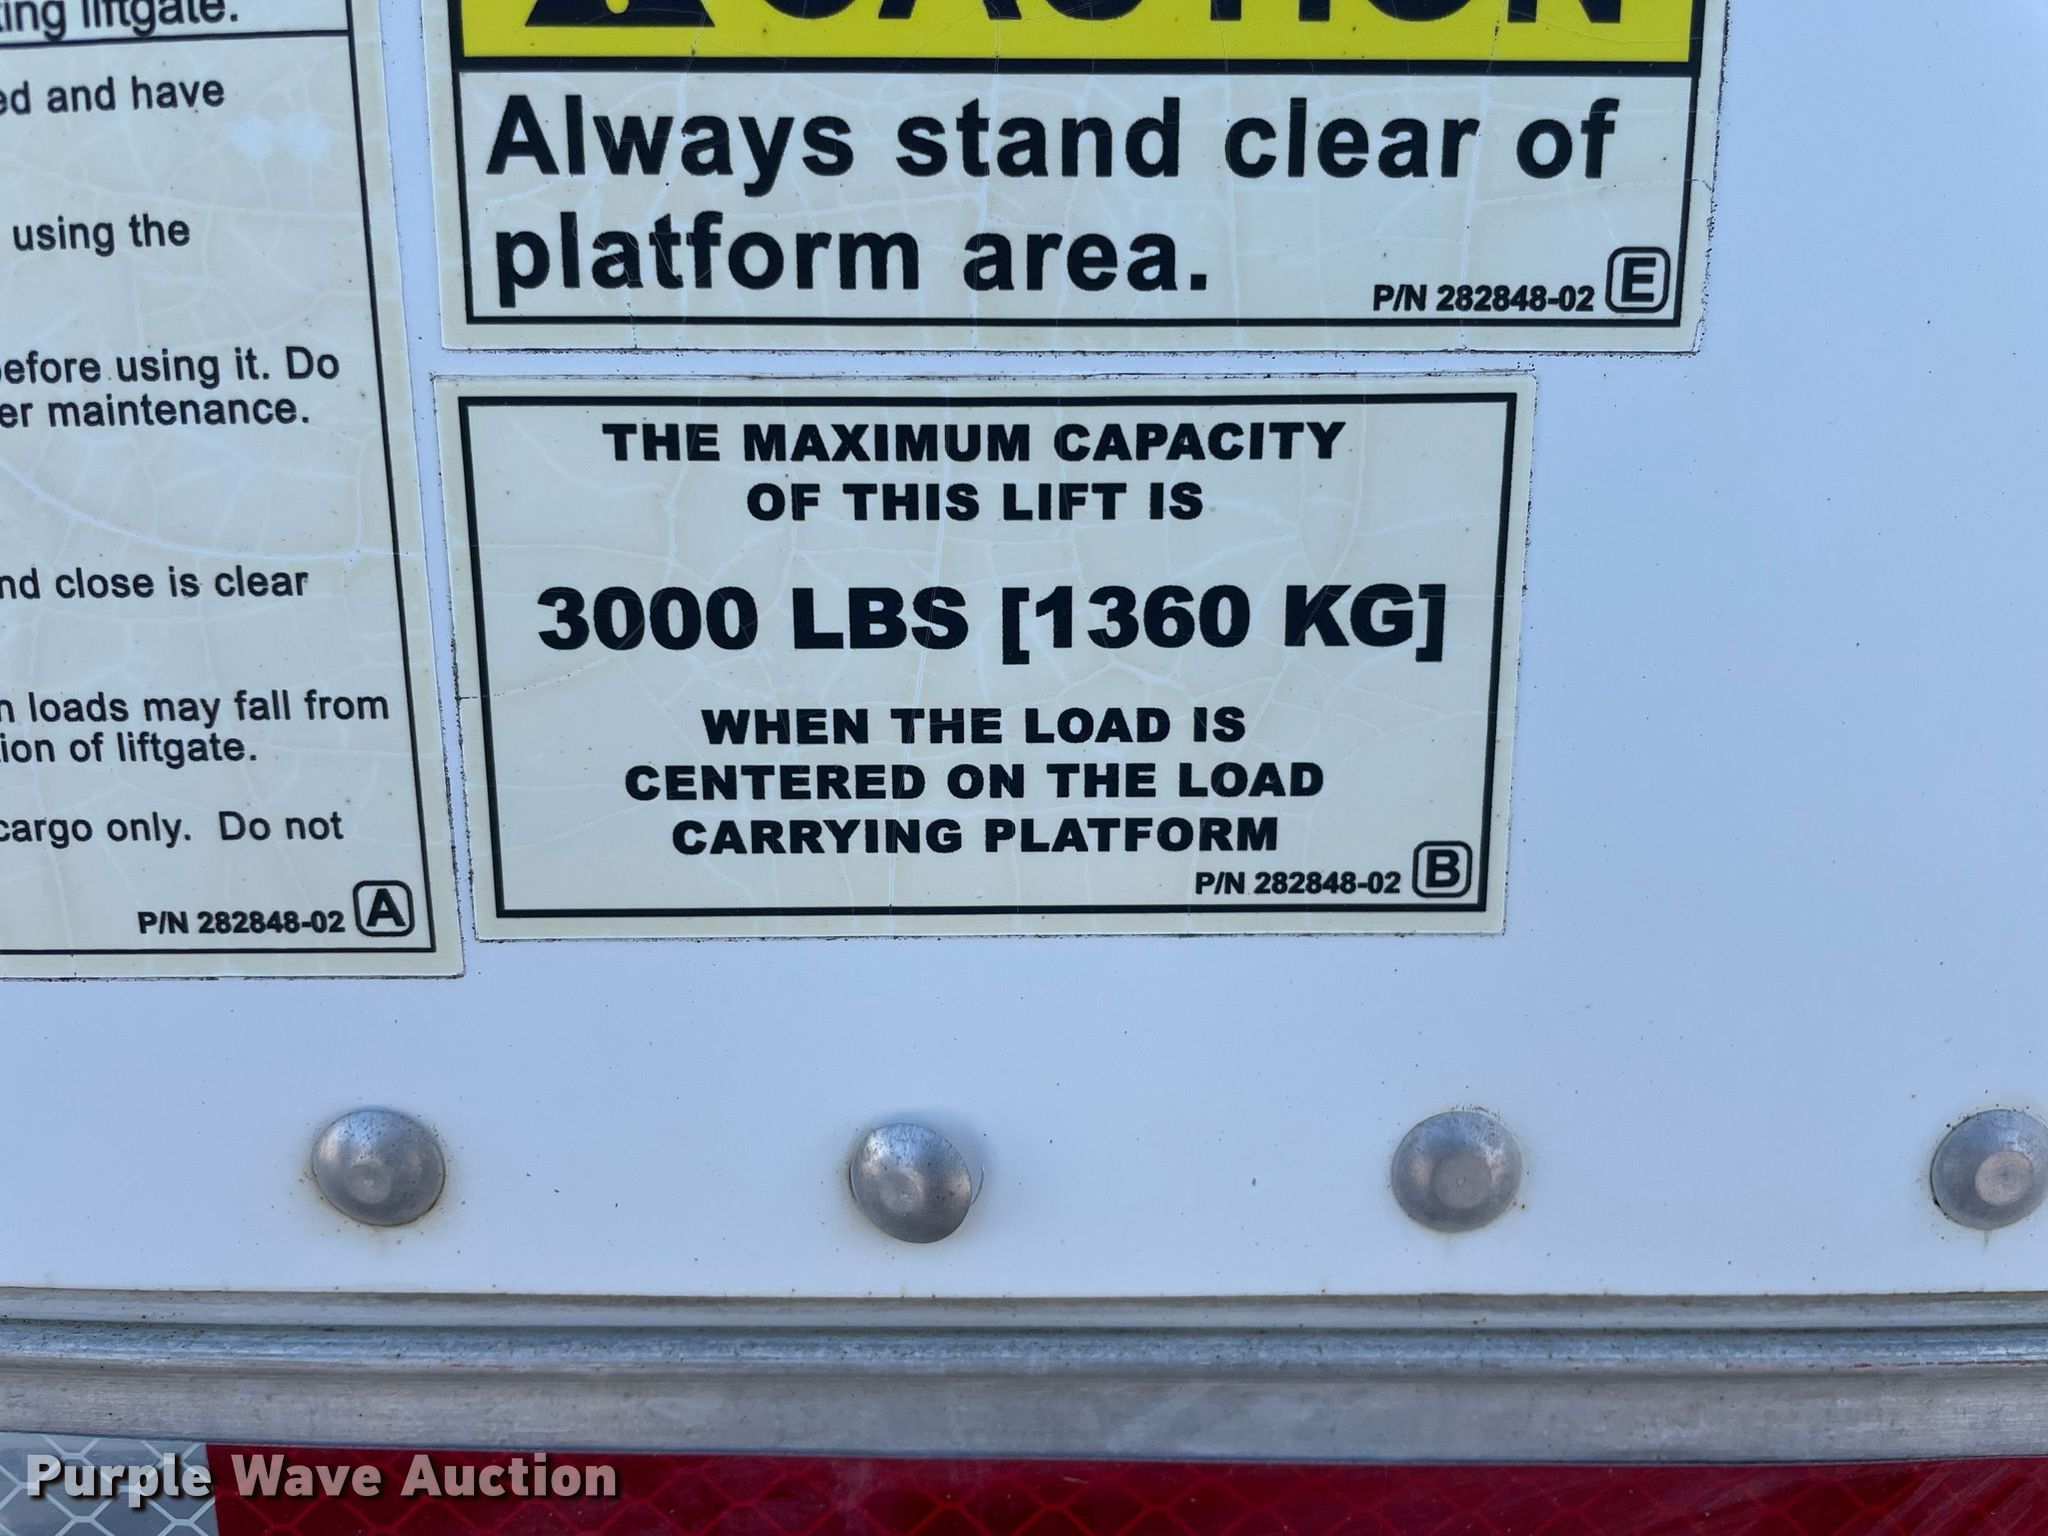 ting liftgate.
ed and have
using the
before using it. Do
er maintenance.
nd close is clear
n loads may fall from
tion of liftgate.
cargo only. Do not
P/N 282848-02 A
CAUTION
Always stand clear of
platform area.
P/N 282848-02 E
THE MAXIMUM CAPACITY
OF THIS LIFT IS
3000 LBS [1360 KG]
WHEN THE LOAD IS
CENTERED ON THE LOAD
CARRYING PLATFORM
P/N 282848-02 B
Purple Wave Auction